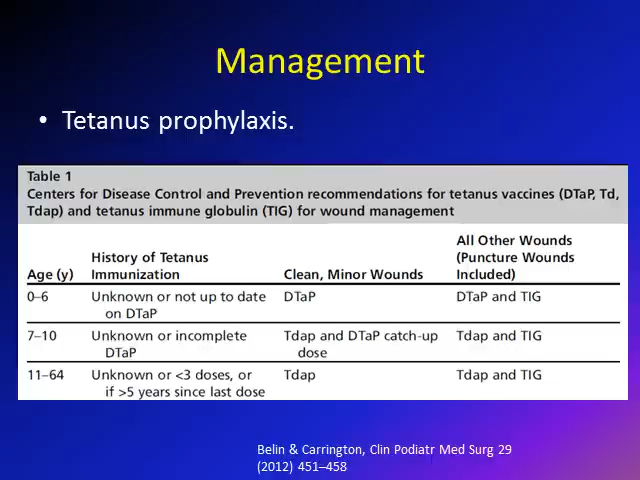 Management
• Tetanus prophylaxis.
Table 1
Centers for Disease Control and Prevention recommendations for tetanus vaccines (DTaP, Td,
Tdap) and tetanus immune globulin (TIG) for wound management
Age (y) History of Tetanus Immunization Clean, Minor Wounds All Other Wounds (Puncture Wounds Included)
0–6 Unknown or not up to date on DTaP DTaP DTaP and TIG
7–10 Unknown or incomplete DTaP Tdap and DTaP catch-up dose Tdap and TIG
11–64 Unknown or <3 doses, or if >5 years since last dose Tdap Tdap and TIG
Belin & Carrington, Clin Podiatr Med Surg 29
(2012) 451–458